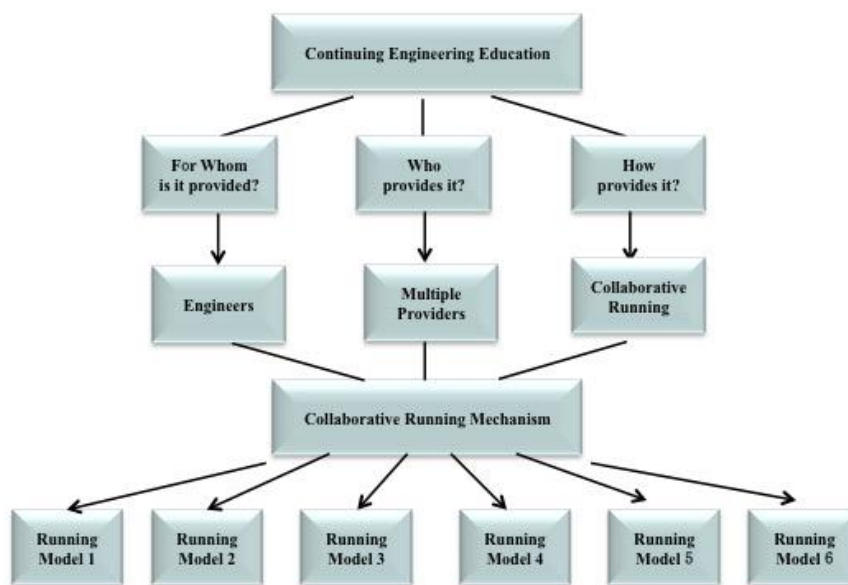 Continuing Engineering Education
For Whom
is it provided?
Who
provides it?
How
provides it?
Engineers
Multiple
Providers
Collaborative
Running
Collaborative Running Mechanism
Running
Model 1
Running
Model 2
Running
Model 3
Running
Model 4
Running
Model 5
Running
Model 6